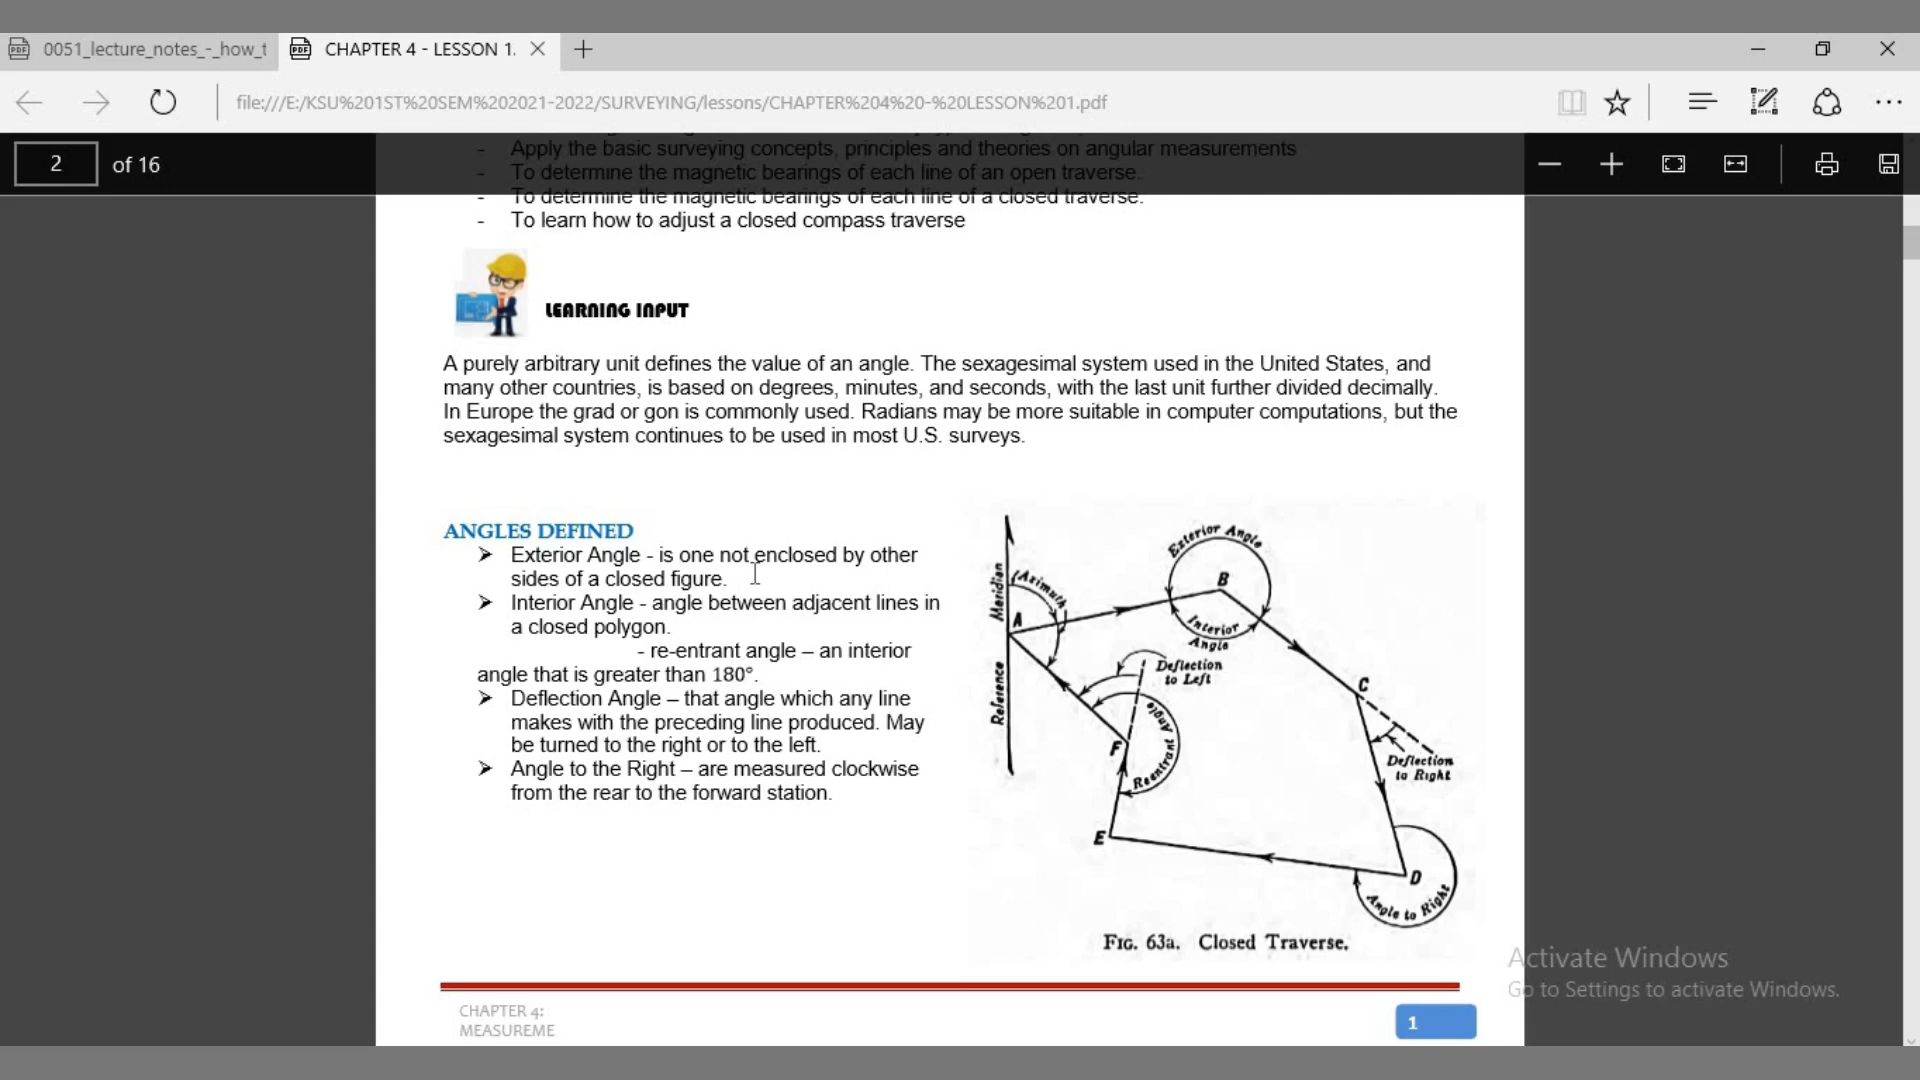 0051_lecture_notes_-_how_t
CHAPTER 4 - LESSON 1.
file:///E:/KSU%201ST%20SEM%202021-2022/SURVEYING/lessons/CHAPTER%204%20-%20LESSON%201.pdf
2 of 16
- Apply the basic surveying concepts, principles and theories on angular measurements
- To determine the magnetic bearings of each line of an open traverse.
- To determine the magnetic bearings of each line of a closed traverse.
- To learn how to adjust a closed compass traverse
LEARNING INPUT
A purely arbitrary unit defines the value of an angle. The sexagesimal system used in the United States, and
many other countries, is based on degrees, minutes, and seconds, with the last unit further divided decimally.
In Europe the grad or gon is commonly used. Radians may be more suitable in computer computations, but the
sexagesimal system continues to be used in most U.S. surveys.
ANGLES DEFINED
➤ Exterior Angle - is one not enclosed by other
sides of a closed figure.
➤ Interior Angle - angle between adjacent lines in
a closed polygon.
- re-entrant angle – an interior
angle that is greater than 180°.
➤ Deflection Angle – that angle which any line
makes with the preceding line produced. May
be turned to the right or to the left.
➤ Angle to the Right – are measured clockwise
from the rear to the forward station.
Exterior Angle
B
Interior
Angle
Meridian
Reference
Azimuth
A
Deflection
to Left
C
Reentrant Angle
F
Deflection
to Right
E
D
Angle to Right
FIG. 63a. Closed Traverse.
CHAPTER 4:
MEASUREME
1
Activate Windows
Go to Settings to activate Windows.